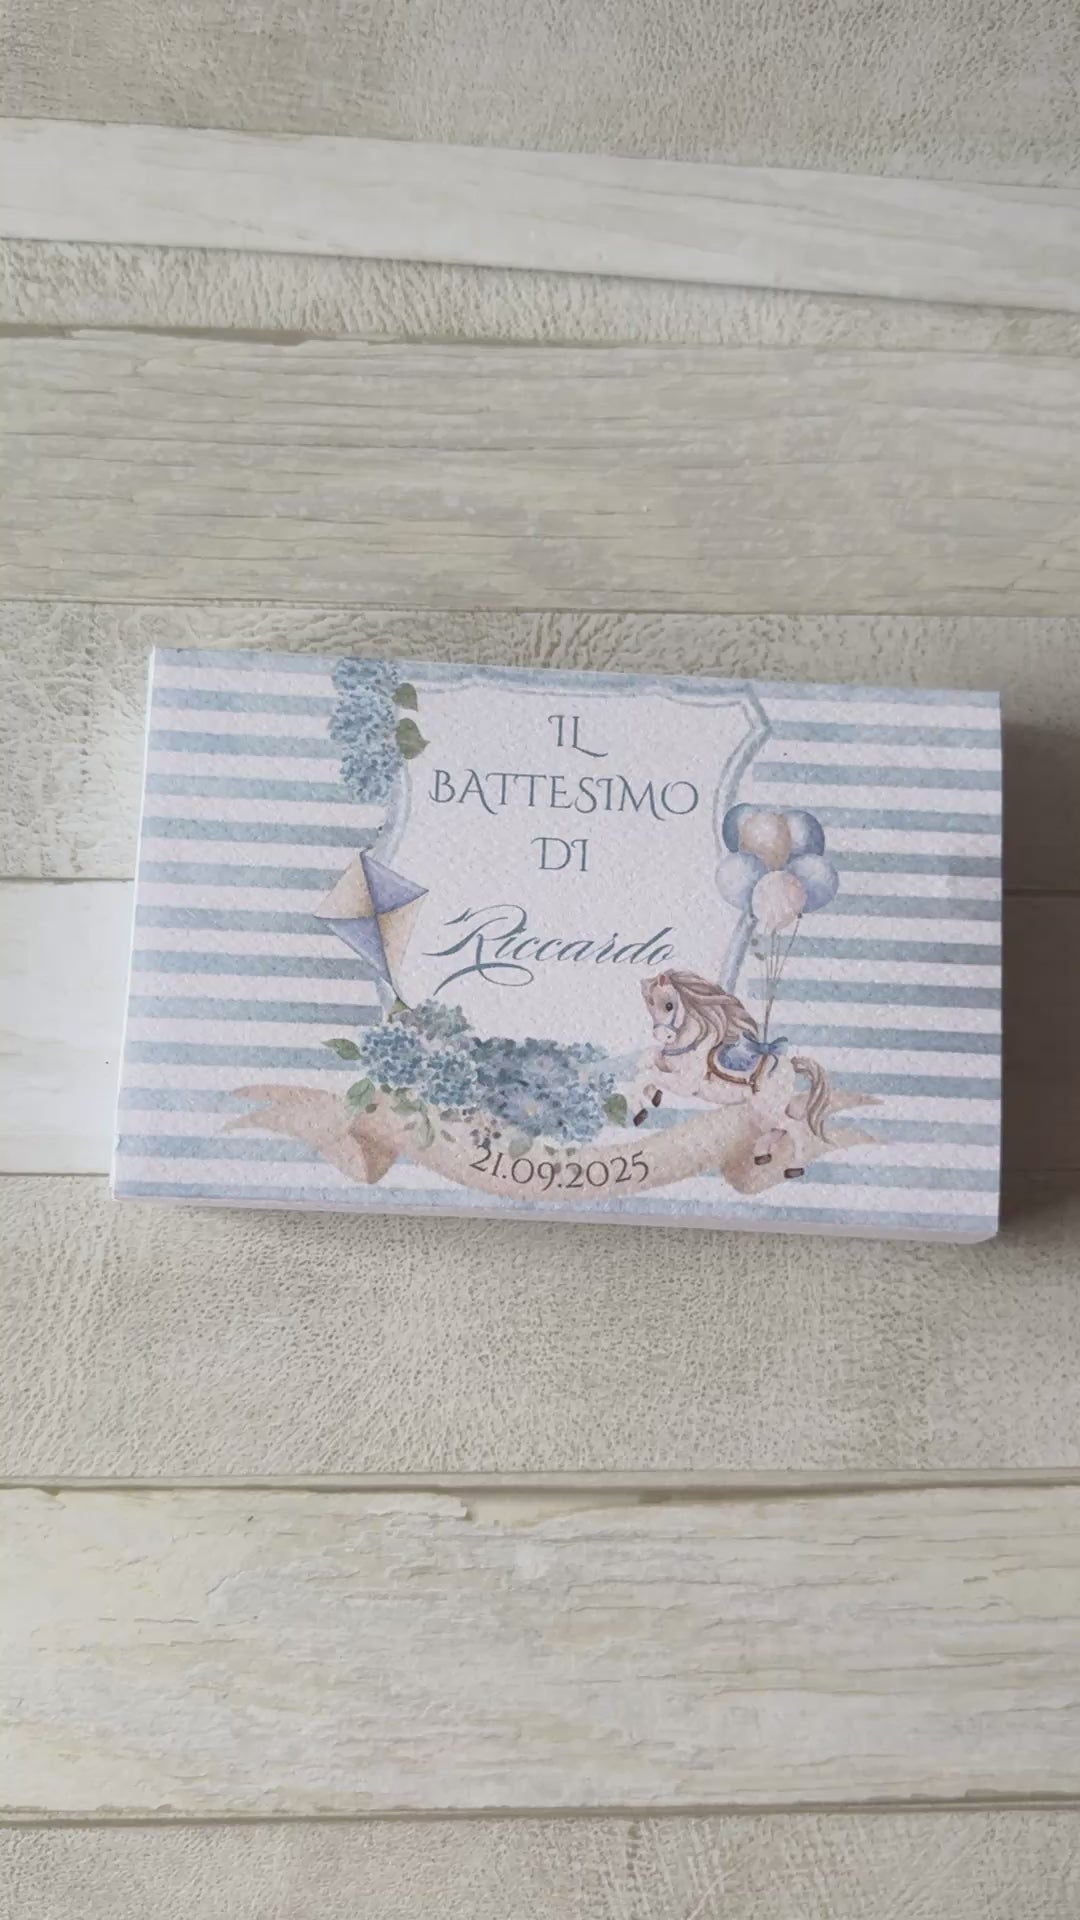 IL
BATTESIMO
DI
Riccardo
21.09.2025